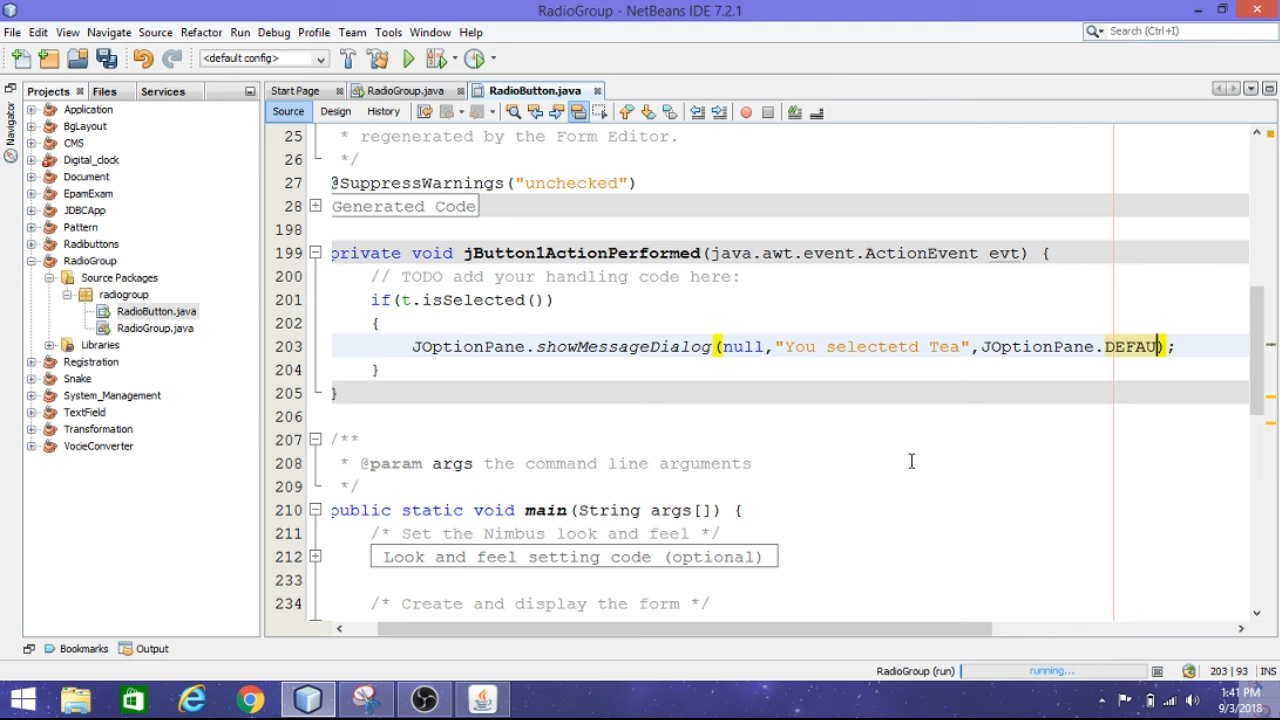 RadioGroup - NetBeans IDE 7.2.1
File Edit View Navigate Source Refactor Run Debug Profile Team Tools Window Help
Search (Ctrl+I)
<default config>
Projects Files Services
Start Page RadioGroup.java RadioButton.java
Source Design History
Navigator
Application
BgLayout
CMS
Digital_clock
Document
EpamExam
JDBCApp
Pattern
Radibuttons
RadioGroup
Source Packages
radiogroup
RadioButton.java
RadioGroup.java
Libraries
Registration
Snake
System_Management
TextField
Transformation
VocieConverter
25 * regenerated by the Form Editor.
26 */
27 @SuppressWarnings("unchecked")
28 Generated Code
198
199 private void jButton1ActionPerformed(java.awt.event.ActionEvent evt) {
200 // TODO add your handling code here:
201 if(t.isSelected())
202 {
203 JOptionPane.showMessageDialog(null,"You selectetd Tea",JOptionPane.DEFAU);
204 }
205 }
206
207 /**
208 * @param args the command line arguments
209 */
210 public static void main(String args[]) {
211 /* Set the Nimbus look and feel */
212 Look and feel setting code (optional)
233
234 /* Create and display the form */
Bookmarks Output
RadioGroup (run) running... 203 | 93 INS
1:41 PM
9/3/2018